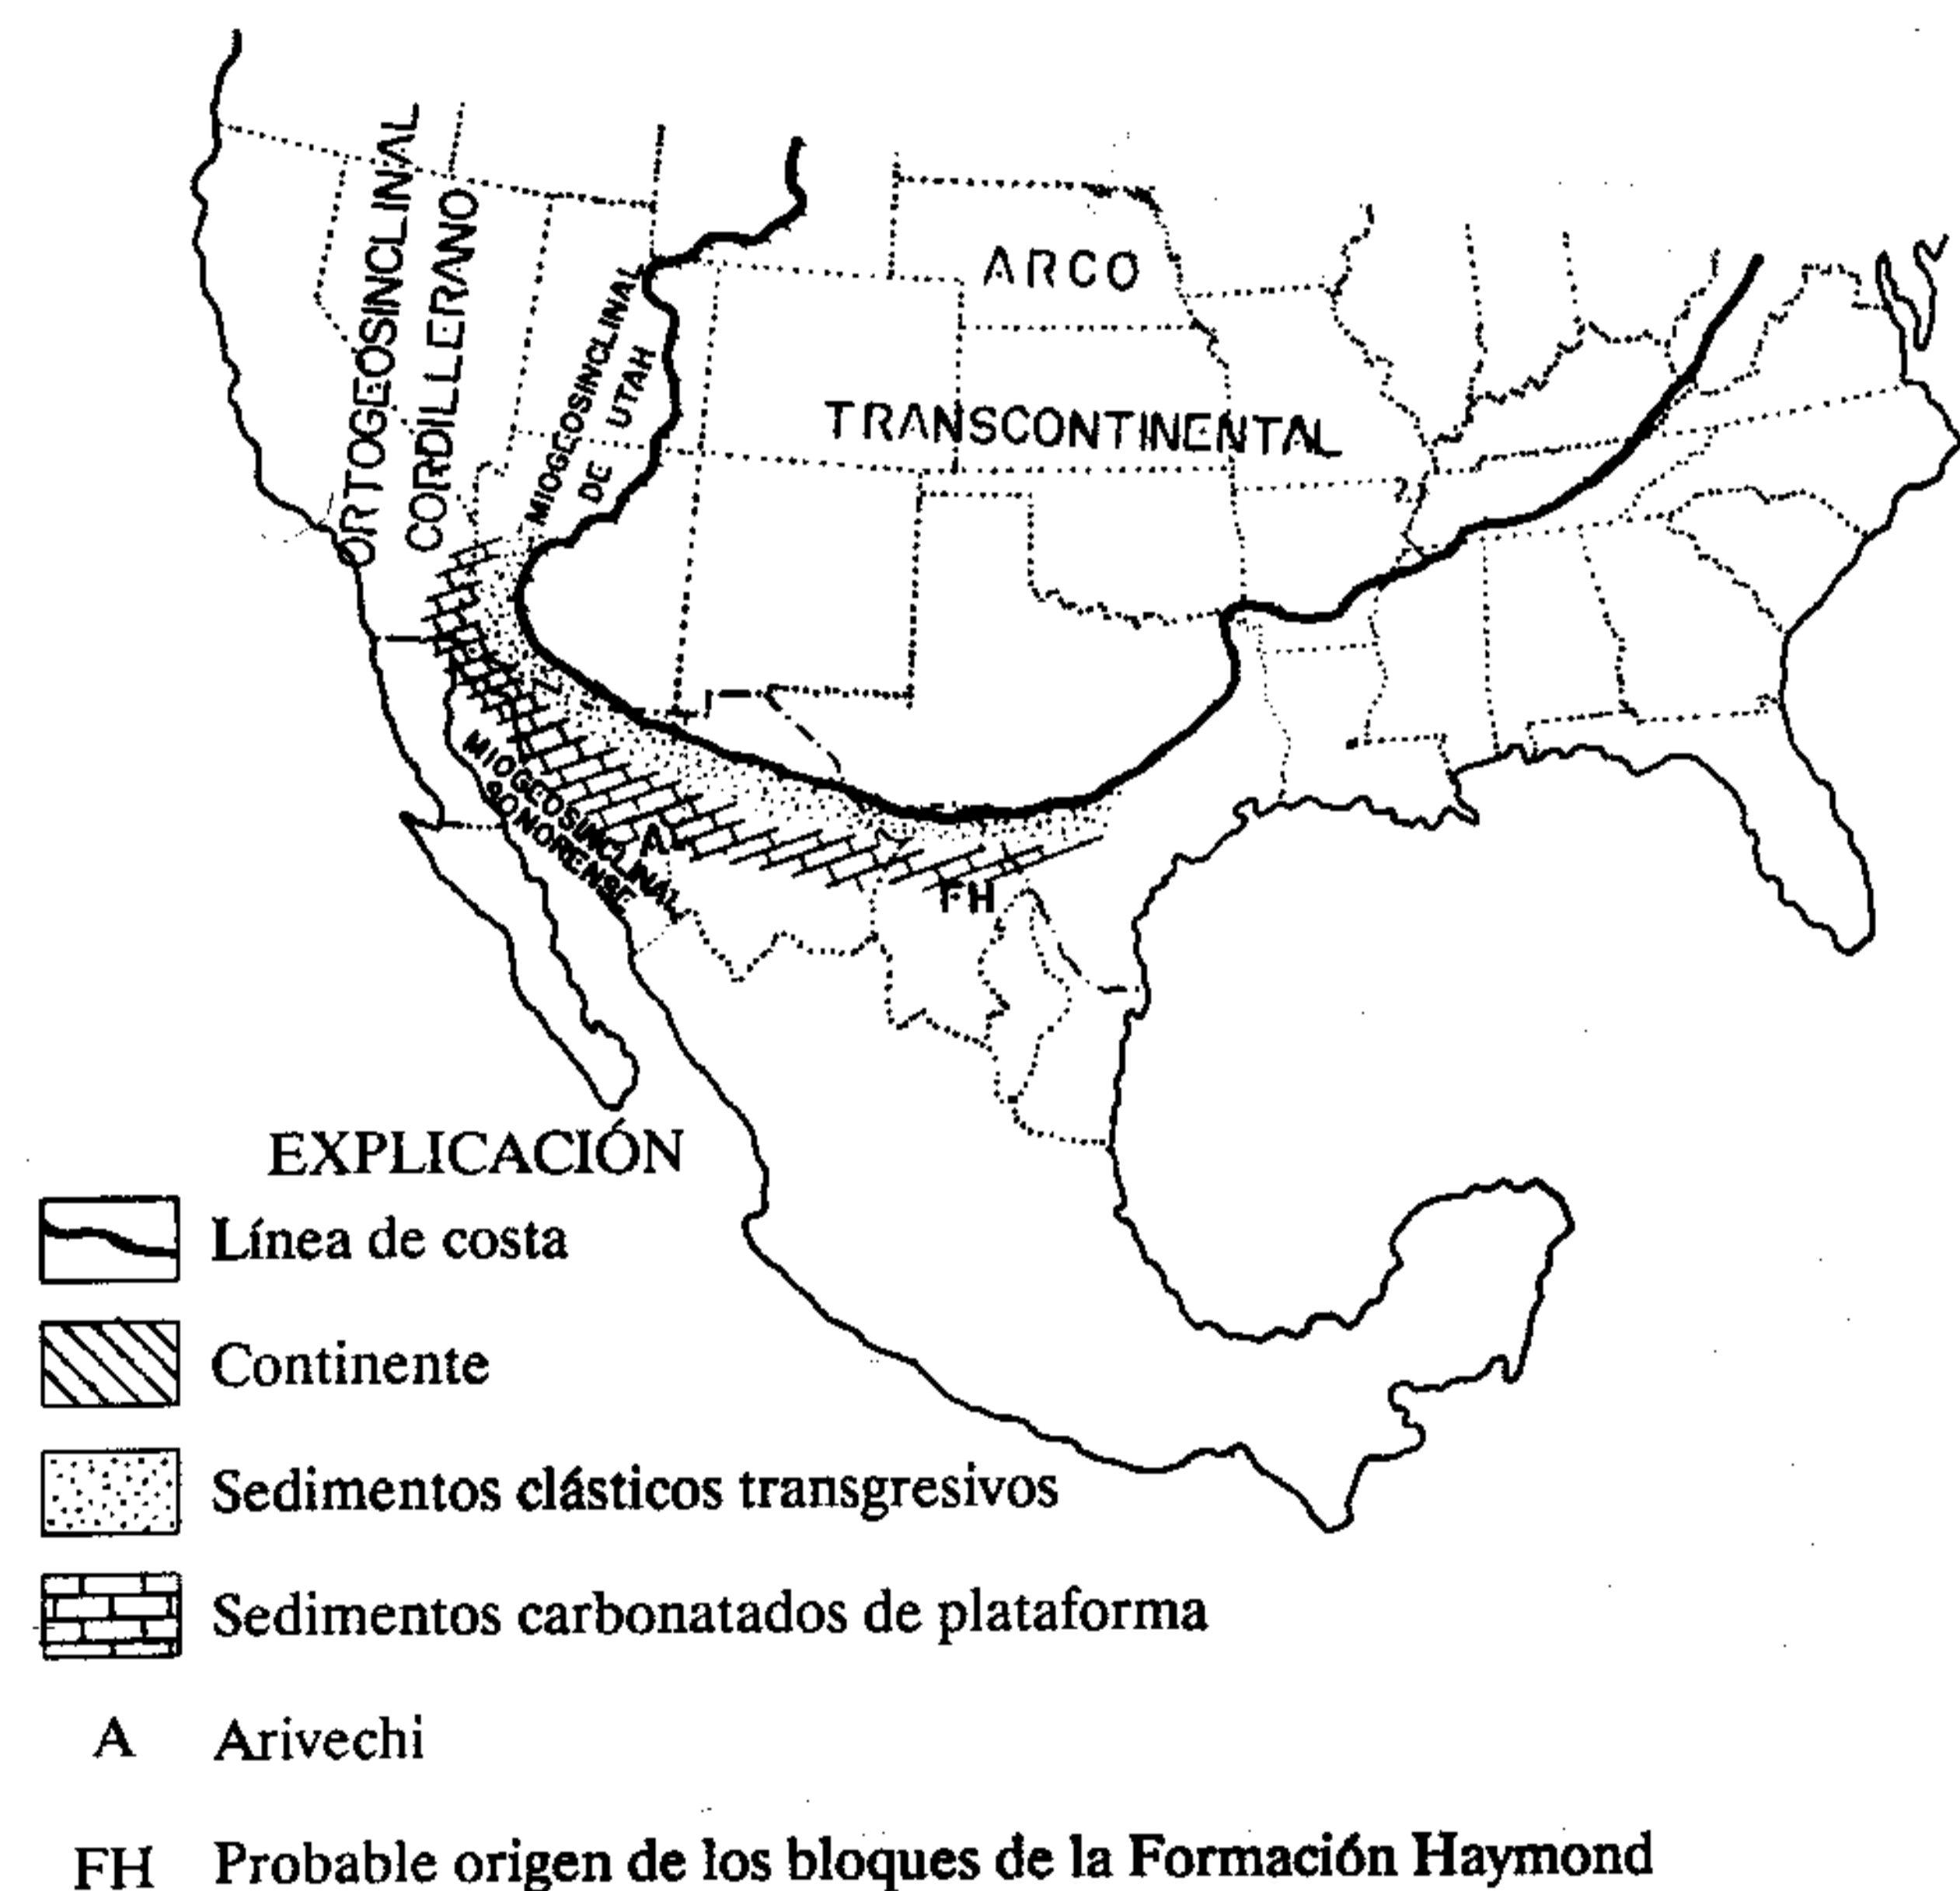 ORTOGEOSINCLINAL
CORDILLERANO
MIOGEOSINCLINAL
DE UTAH
ARCO
TRANSCONTINENTAL
MIOGEOSINCLINAL
SONORENSE
A
FH
EXPLICACIÓN
Línea de costa
Continente
Sedimentos clásticos transgresivos
Sedimentos carbonatados de plataforma
A Arivechi
FH Probable origen de los bloques de la Formación Haymond